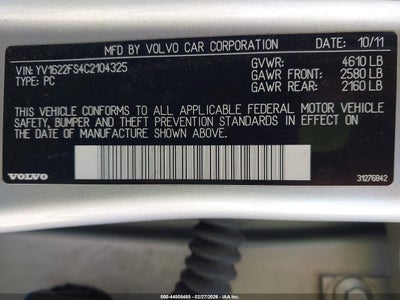 MFD BY VOLVO CAR CORPORATION DATE: 10/11
VIN: YV1622FS4C2104325 GVWR: 4610 LB
TYPE: PC GAWR FRONT: 2580 LB
GAWR REAR: 2160 LB
THIS VEHICLE CONFORMS TO ALL APPLICABLE FEDERAL MOTOR VEHICLE
SAFETY, BUMPER AND THEFT PREVENTION STANDARDS IN EFFECT ON
THE DATE OF MANUFACTURE SHOWN ABOVE.
VOLVO 31276842
000-44505485 02/27/2026 IAA Inc.